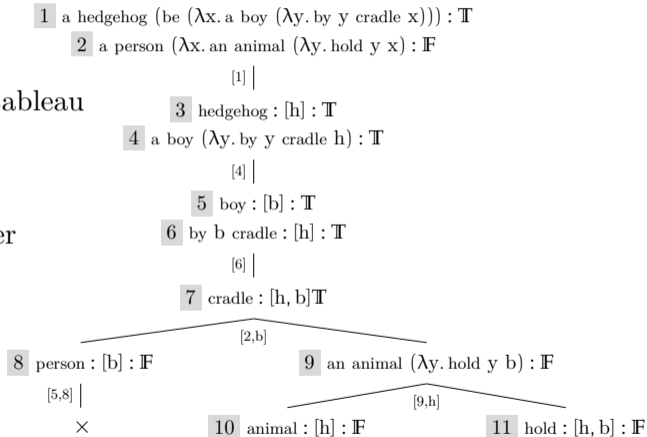 1 a hedgehog (be (λx. a boy (λy. by y cradle x))) : 𝕋
2 a person (λx. an animal (λy. hold y x) : 𝔽
[1]
ableau
3 hedgehog : [h] : 𝕋
4 a boy (λy. by y cradle h) : 𝕋
[4]
5 boy : [b] : 𝕋
er
6 by b cradle : [h] : 𝕋
[6]
7 cradle : [h, b]𝕋
[2,b]
8 person : [b] : 𝔽 9 an animal (λy. hold y b) : 𝔽
[5,8] [9,h]
× 10 animal : [h] : 𝔽 11 hold : [h, b] : 𝔽